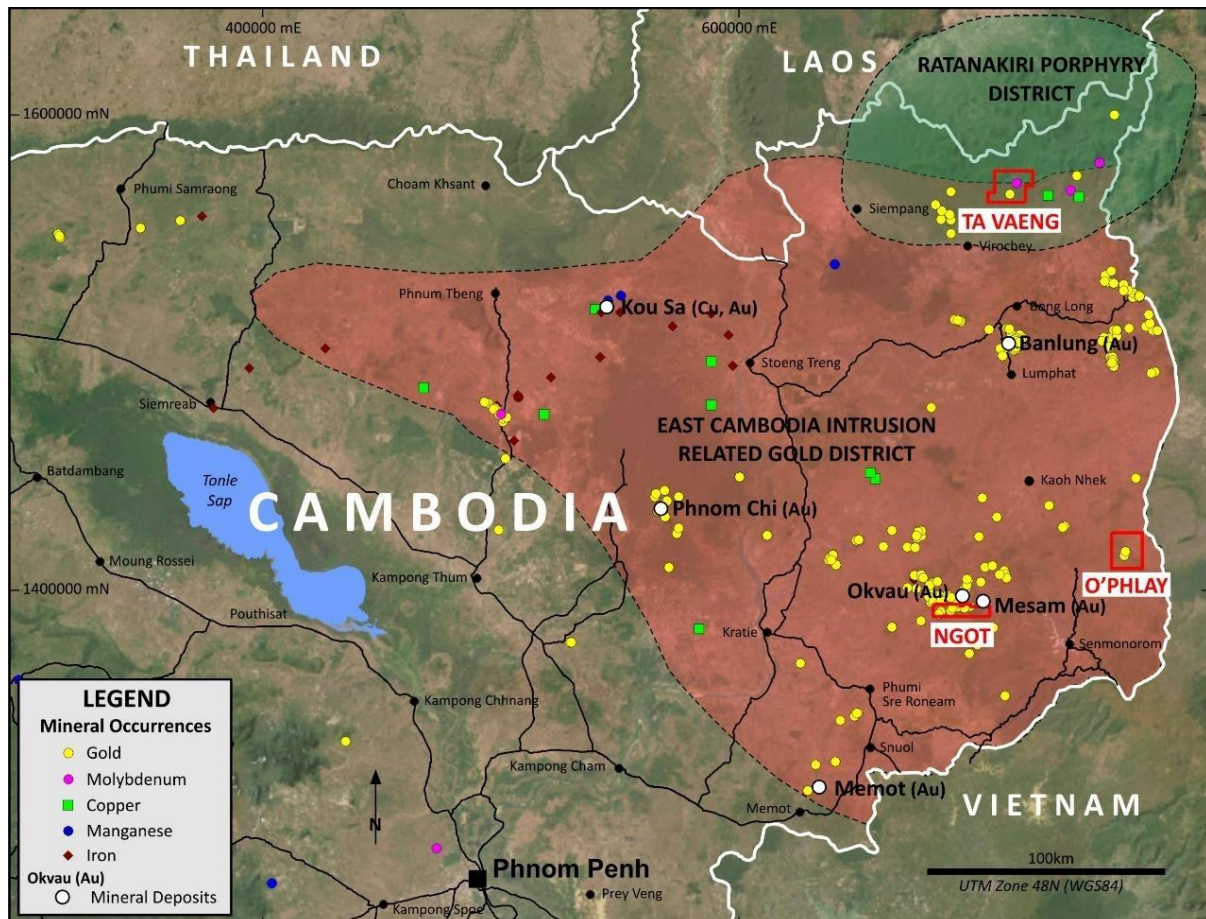 400000 mE
600000 mE
THAILAND
LAOS
RATANAKIRI PORPHYRY
DISTRICT
1600000 mN
Phumi Samraong
Choam Khsant
Siempang
TA VAENG
Virochey
Phnum Tbeng
Kou Sa (Cu, Au)
Bong Long
Banlung (Au)
Stoeng Treng
Lumphat
Siemreab
EAST CAMBODIA INTRUSION
RELATED GOLD DISTRICT
Batdambang
Tonle
Sap
CAMBODIA
Kaoh Nhek
Phnom Chi (Au)
Moung Rossei
Kampong Thum
O'PHLAY
1400000 mN
Okvau (Au)
Mesam (Au)
Pouthisat
NGOT
Kratie
Senmonorom
Kampong Chhnang
Phumi
Sre Roneam
Snuol
Kampong Cham
Memot (Au)
Memot
VIETNAM
LEGEND
Mineral Occurrences
Gold
Molybdenum
Copper
Manganese
Iron
Okvau (Au)
Mineral Deposits
N
Phnom Penh
Prey Veng
Kampong Spoe
100km
UTM Zone 48N (WGS84)